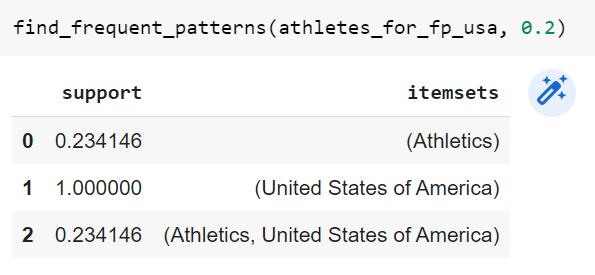 find_frequent_patterns(athletes_for_fp_usa, 0.2)
support itemsets
0 0.234146 (Athletics)
1 1.000000 (United States of America)
2 0.234146 (Athletics, United States of America)